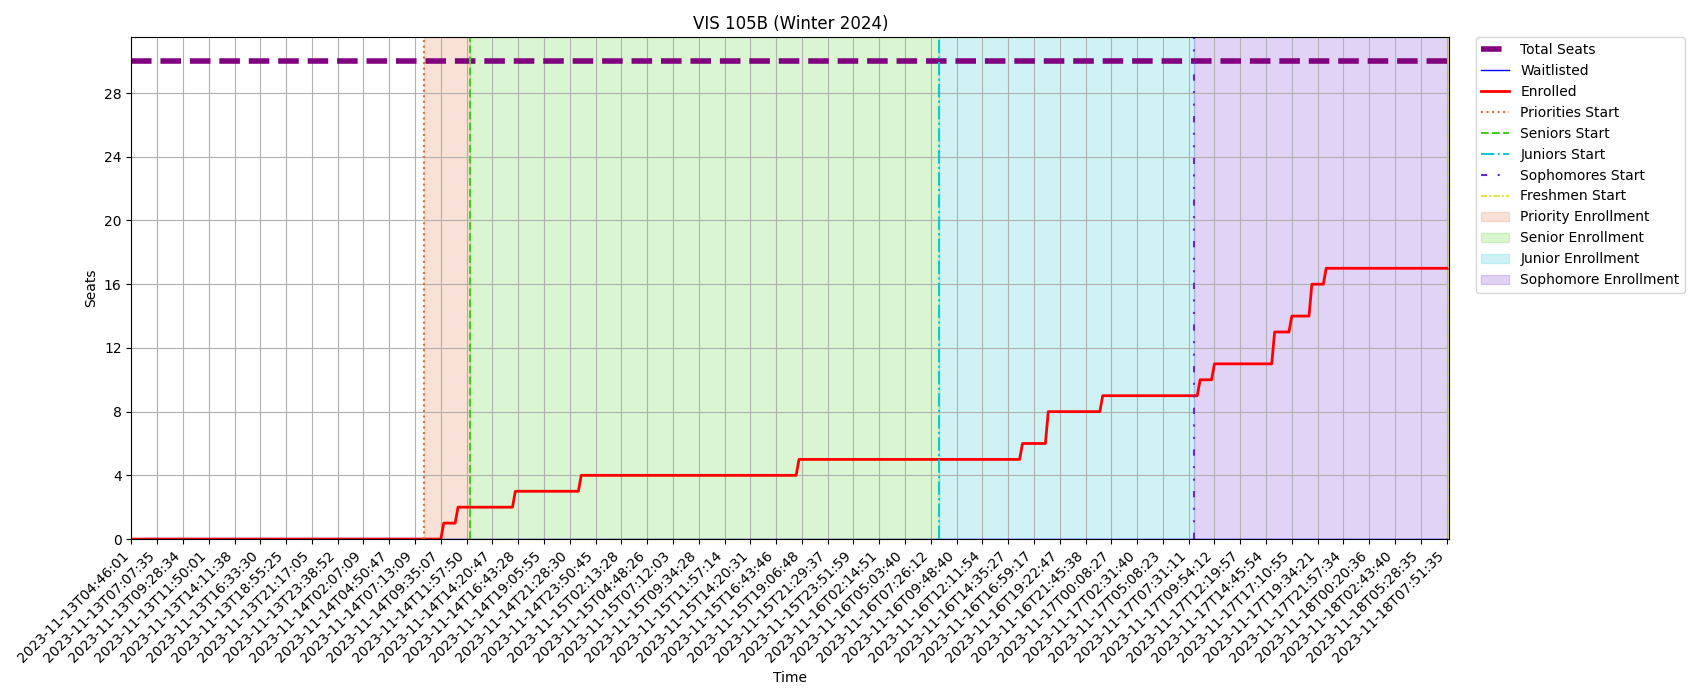 VIS 105B (Winter 2024)
Total Seats
Waitlisted
Enrolled
Priorities Start
Seniors Start
Juniors Start
Sophomores Start
Freshmen Start
Priority Enrollment
Senior Enrollment
Junior Enrollment
Sophomore Enrollment
Seats
28
24
20
16
12
8
4
0
2023-11-13T04:46:01
2023-11-13T07:07:35
2023-11-13T09:28:34
2023-11-13T11:50:01
2023-11-13T14:11:38
2023-11-13T16:33:30
2023-11-13T18:55:25
2023-11-13T21:17:05
2023-11-13T23:38:52
2023-11-14T02:07:09
2023-11-14T04:50:47
2023-11-14T07:13:09
2023-11-14T09:35:07
2023-11-14T11:57:50
2023-11-14T14:20:47
2023-11-14T16:43:28
2023-11-14T19:05:55
2023-11-14T21:28:30
2023-11-14T23:50:45
2023-11-15T02:13:28
2023-11-15T04:48:26
2023-11-15T07:12:03
2023-11-15T09:34:28
2023-11-15T11:57:14
2023-11-15T14:20:31
2023-11-15T16:43:46
2023-11-15T19:06:48
2023-11-15T21:29:37
2023-11-15T23:51:59
2023-11-16T02:14:51
2023-11-16T05:03:40
2023-11-16T07:26:12
2023-11-16T09:48:40
2023-11-16T12:11:54
2023-11-16T14:35:27
2023-11-16T16:59:17
2023-11-16T19:22:47
2023-11-16T21:45:38
2023-11-17T00:08:27
2023-11-17T02:31:40
2023-11-17T05:08:23
2023-11-17T07:31:11
2023-11-17T09:54:12
2023-11-17T12:19:57
2023-11-17T14:45:54
2023-11-17T17:10:55
2023-11-17T19:34:21
2023-11-17T21:57:34
2023-11-18T00:20:36
2023-11-18T02:43:40
2023-11-18T05:28:35
2023-11-18T07:51:35
Time